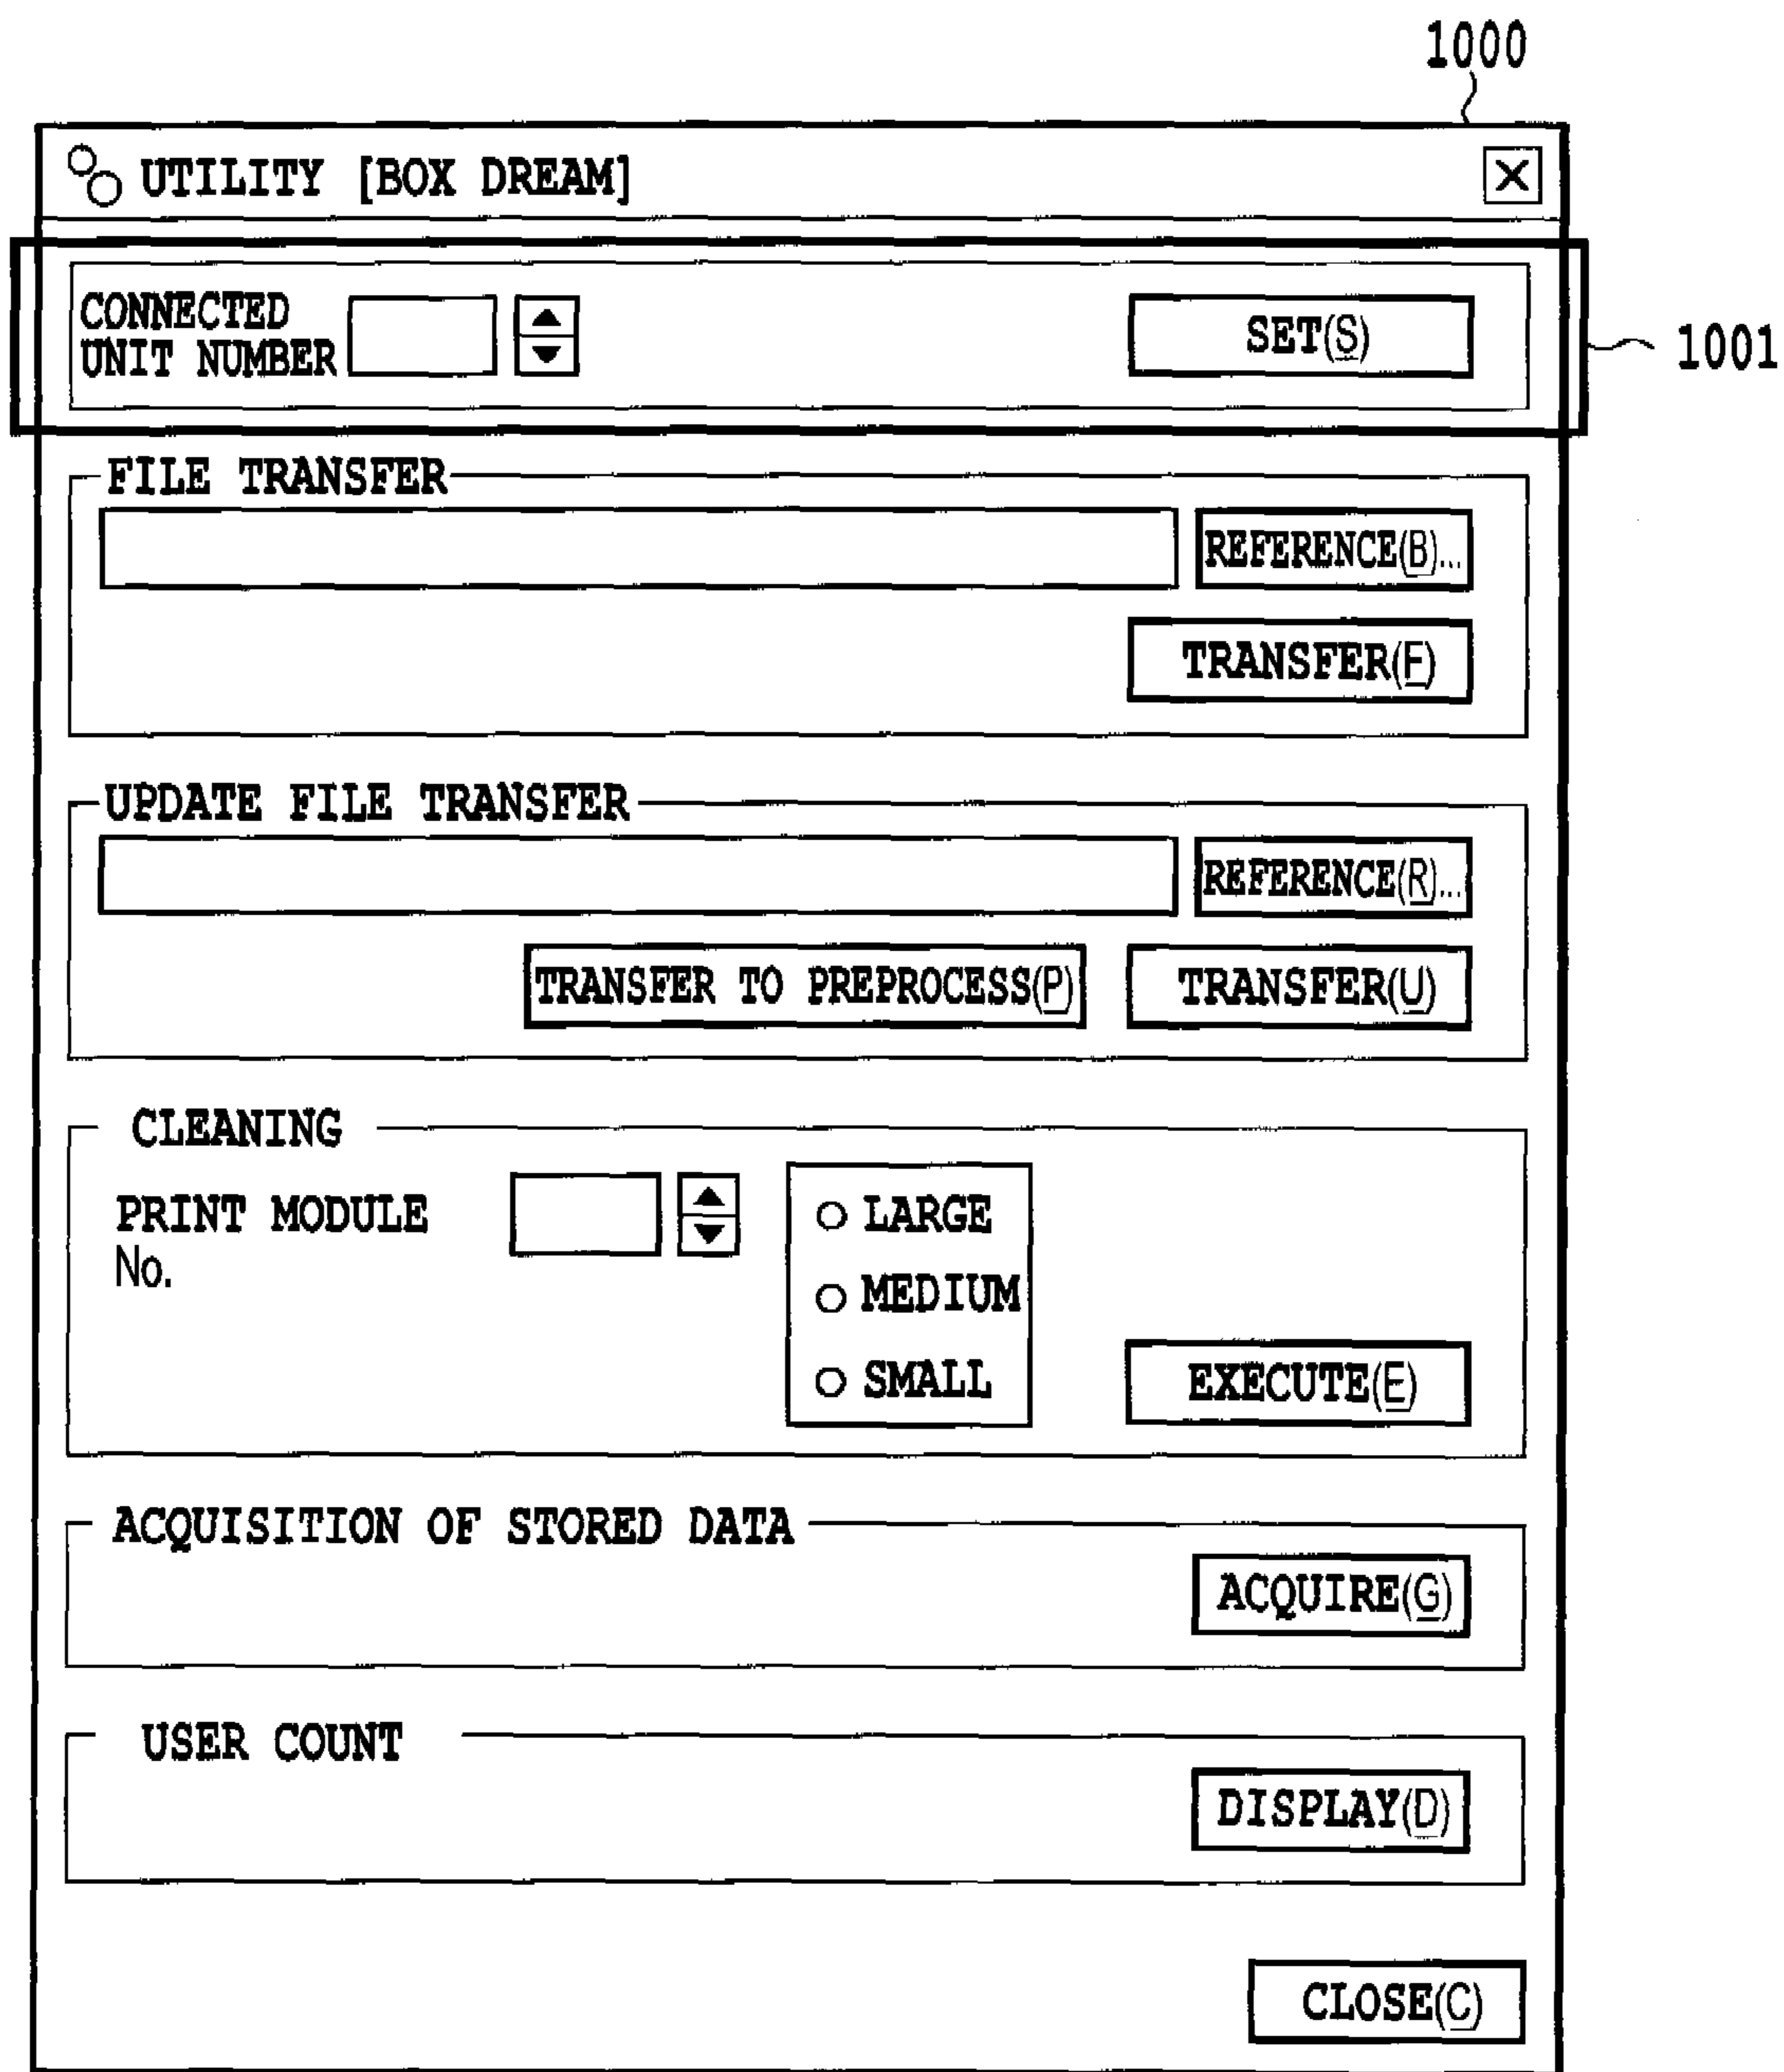 1000
UTILITY [BOX DREAM]
CONNECTED
UNIT NUMBER
SET(S)
1001
FILE TRANSFER
REFERENCE(B)...
TRANSFER(F)
UPDATE FILE TRANSFER
REFERENCE(R)...
TRANSFER TO PREPROCESS(P)
TRANSFER(U)
CLEANING
PRINT MODULE
No.
LARGE
MEDIUM
SMALL
EXECUTE(E)
ACQUISITION OF STORED DATA
ACQUIRE(G)
USER COUNT
DISPLAY(D)
CLOSE(C)